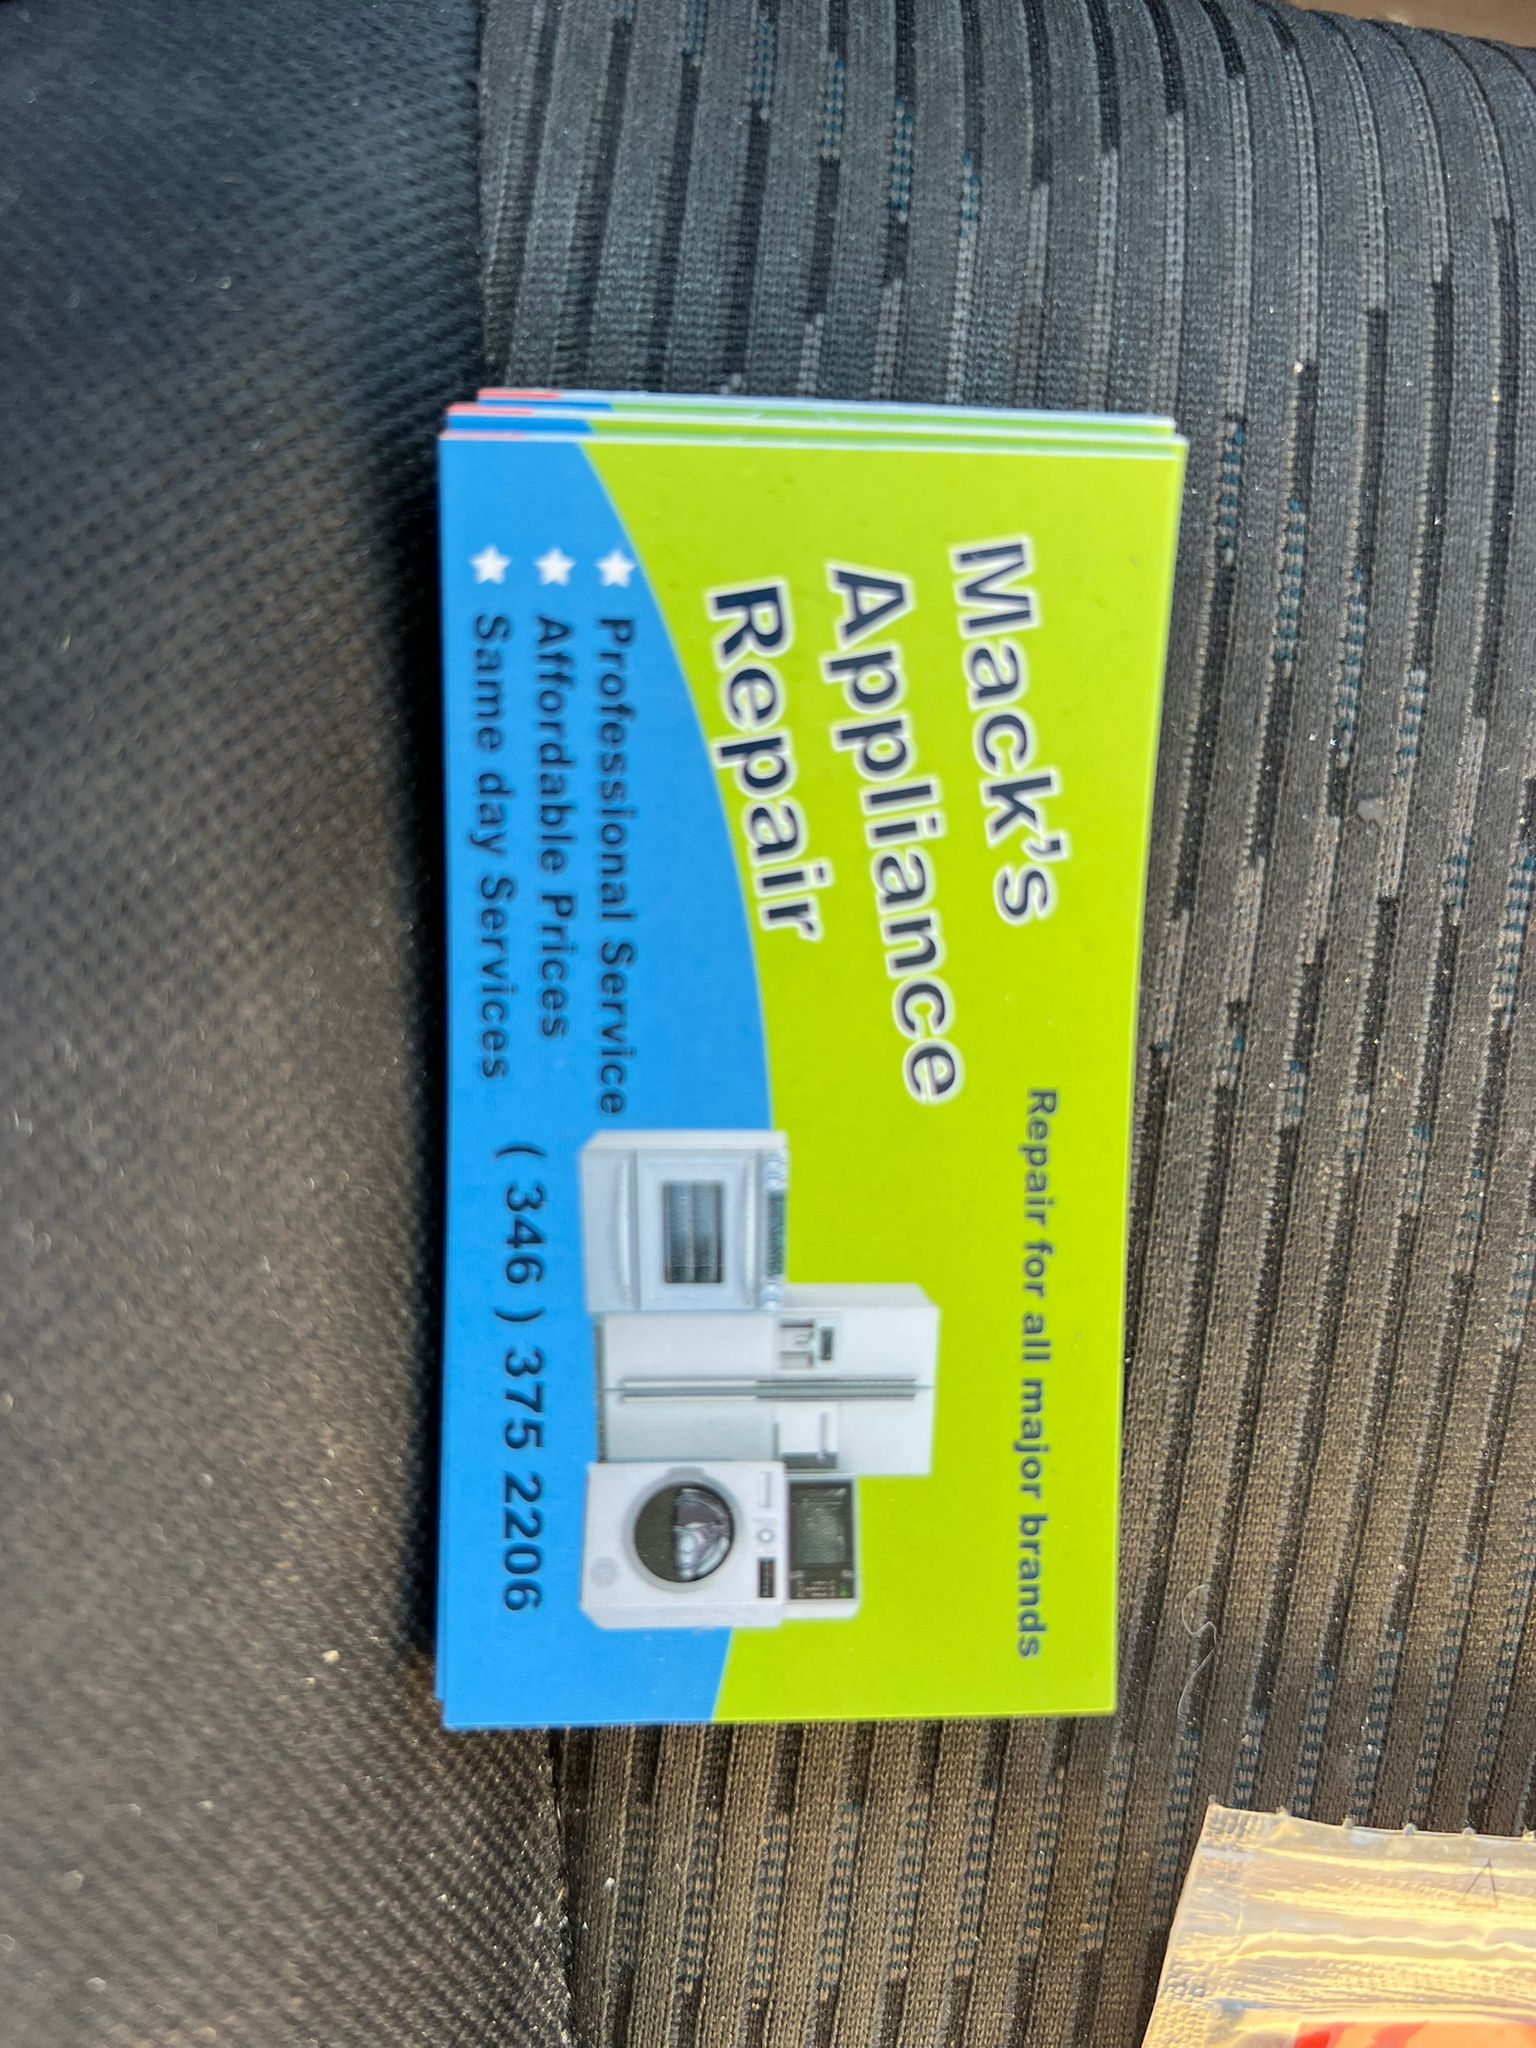 Mack's
Appliance
Repair
Repair for all major brands
Professional Service
Affordable Prices
Same day Services
( 346 ) 375 2206